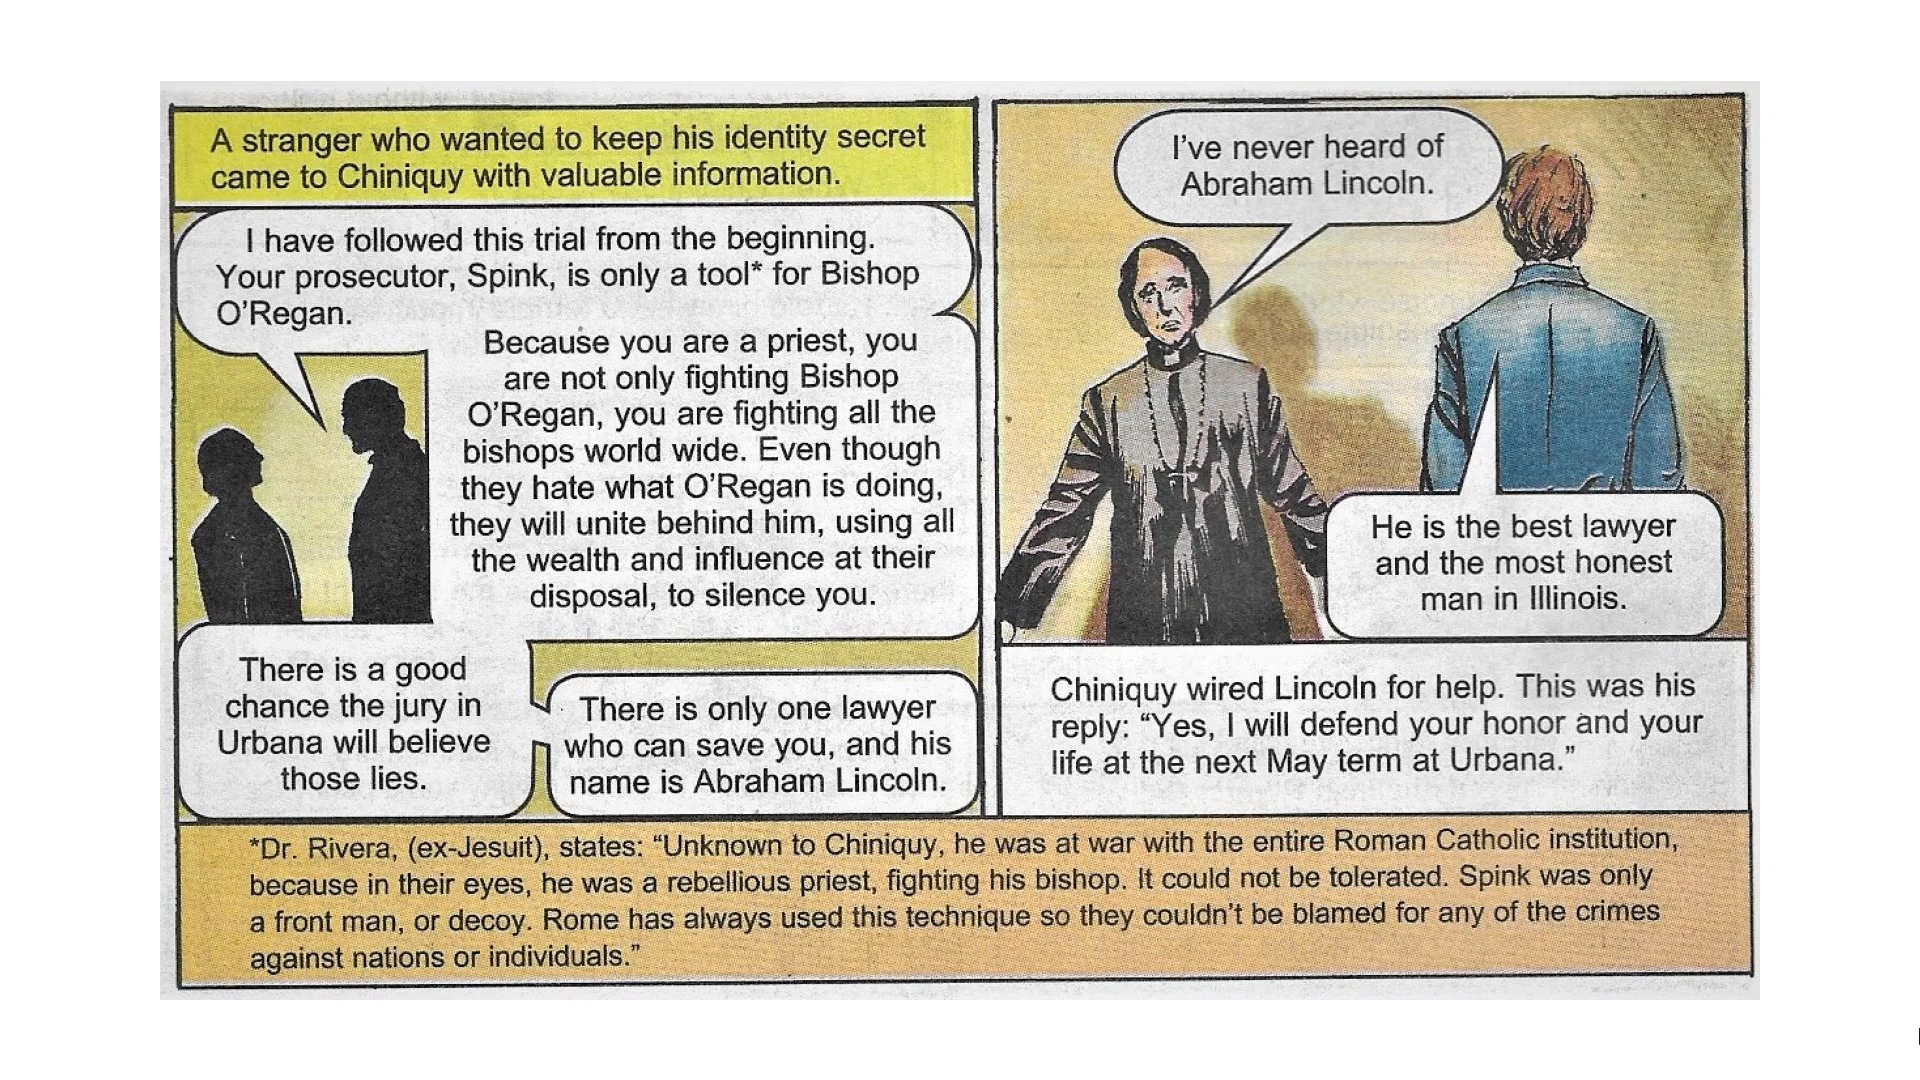 A stranger who wanted to keep his identity secret
came to Chiniquy with valuable information.
I have followed this trial from the beginning.
Your prosecutor, Spink, is only a tool* for Bishop
O'Regan.
Because you are a priest, you
are not only fighting Bishop
O'Regan, you are fighting all the
bishops world wide. Even though
they hate what O'Regan is doing,
they will unite behind him, using all
the wealth and influence at their
disposal, to silence you.
There is a good
chance the jury in
Urbana will believe
those lies.
There is only one lawyer
who can save you, and his
name is Abraham Lincoln.
I've never heard of
Abraham Lincoln.
He is the best lawyer
and the most honest
man in Illinois.
Chiniquy wired Lincoln for help. This was his
reply: “Yes, I will defend your honor and your
life at the next May term at Urbana.”
*Dr. Rivera, (ex-Jesuit), states: “Unknown to Chiniquy, he was at war with the entire Roman Catholic institution,
because in their eyes, he was a rebellious priest, fighting his bishop. It could not be tolerated. Spink was only
a front man, or decoy. Rome has always used this technique so they couldn't be blamed for any of the crimes
against nations or individuals.”